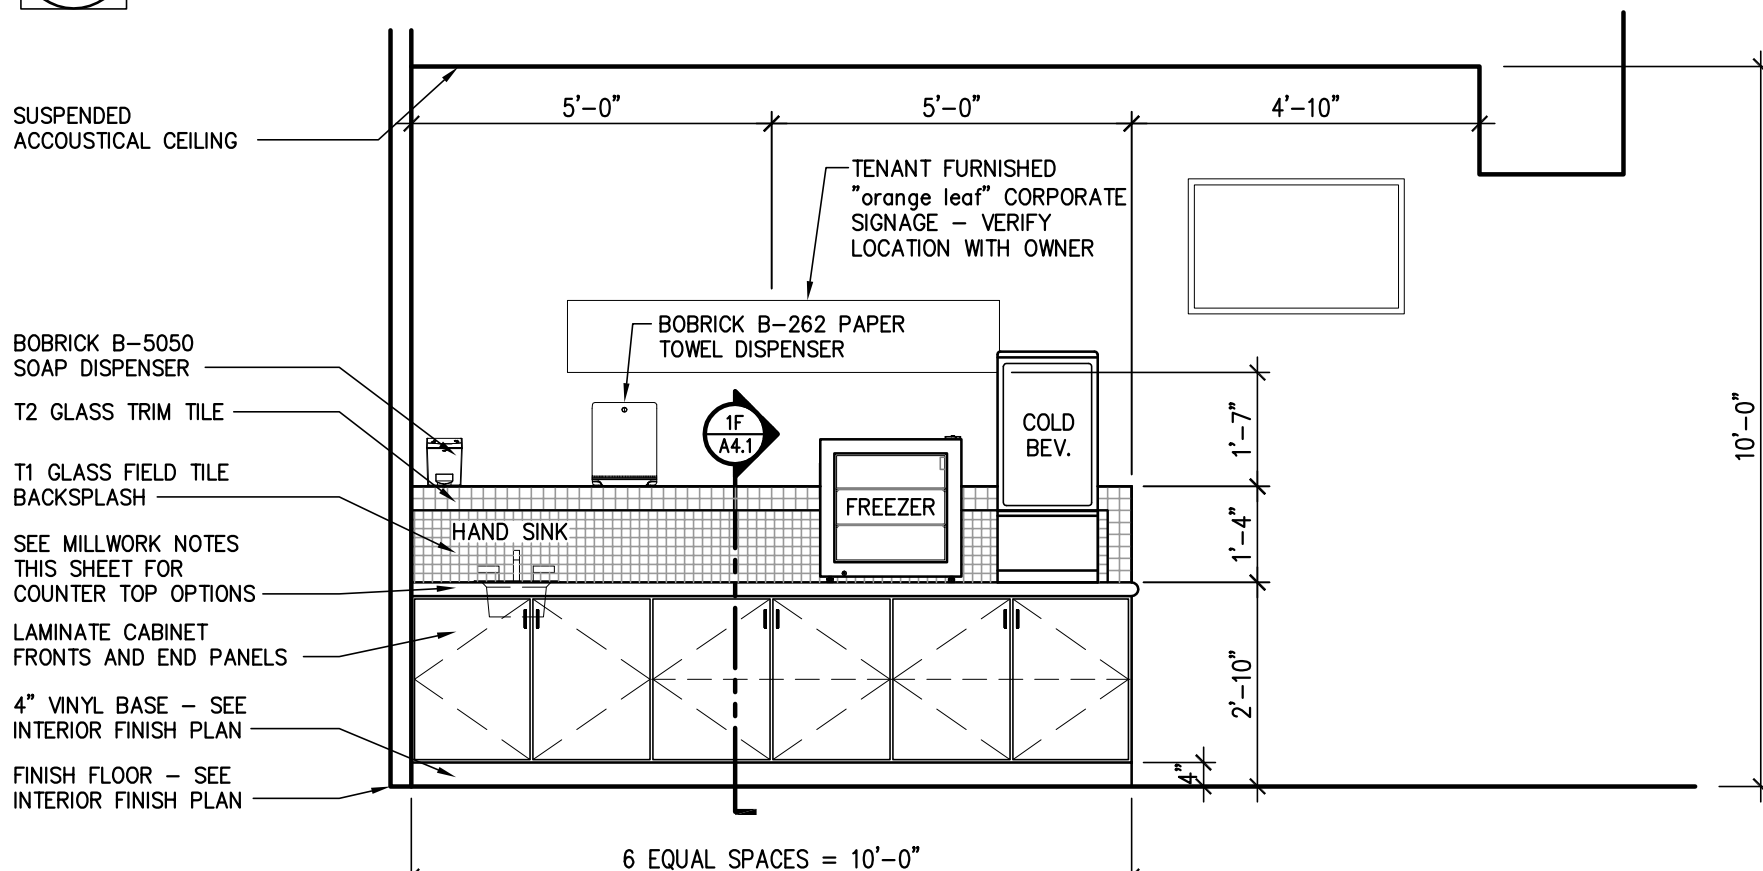 SUSPENDED
ACCOUSTICAL CEILING
5'-0"
5'-0"
4'-10"
TENANT FURNISHED
"orange leaf" CORPORATE
SIGNAGE – VERIFY
LOCATION WITH OWNER
BOBRICK B-262 PAPER
TOWEL DISPENSER
BOBRICK B-5050
SOAP DISPENSER
T2 GLASS TRIM TILE
T1 GLASS FIELD TILE
BACKSPLASH
SEE MILLWORK NOTES
THIS SHEET FOR
COUNTER TOP OPTIONS
LAMINATE CABINET
FRONTS AND END PANELS
4" VINYL BASE – SEE
INTERIOR FINISH PLAN
FINISH FLOOR – SEE
INTERIOR FINISH PLAN
1F
A4.1
HAND SINK
FREEZER
COLD
BEV.
1'-7"
1'-4"
2'-10"
4"
10'-0"
6 EQUAL SPACES = 10'-0"